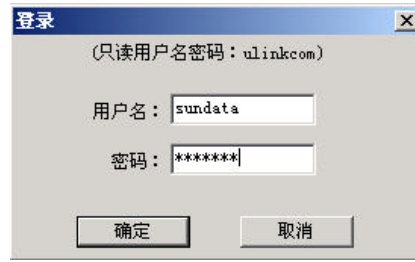 登录
(只读用户名密码：ulinkcom)
用户名： sundata
密码： *******
确定 取消